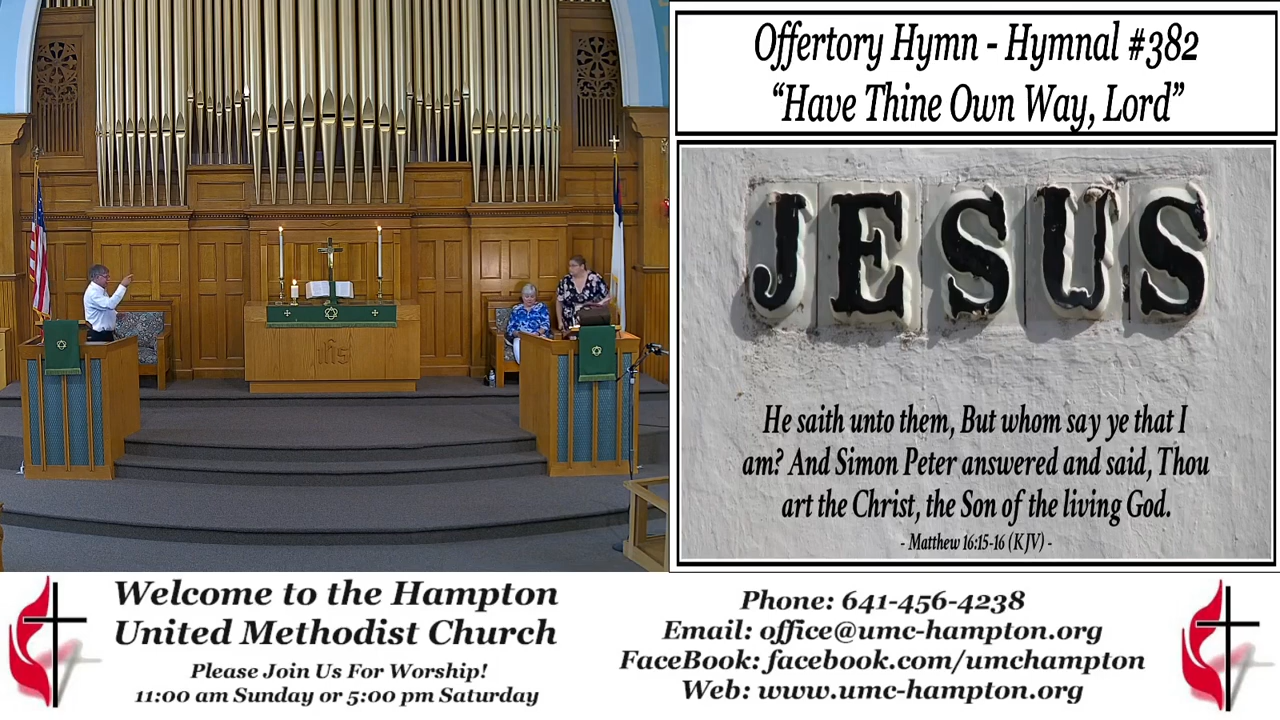 Offertory Hymn - Hymnal #382
“Have Thine Own Way, Lord”
JESUS
He saith unto them, But whom say ye that I
am? And Simon Peter answered and said, Thou
art the Christ, the Son of the living God.
- Matthew 16:15-16 (KJV) -
ihs
Welcome to the Hampton
United Methodist Church
Please Join Us For Worship!
11:00 am Sunday or 5:00 pm Saturday
Phone: 641-456-4238
Email: office@umc-hampton.org
FaceBook: facebook.com/umchampton
Web: www.umc-hampton.org